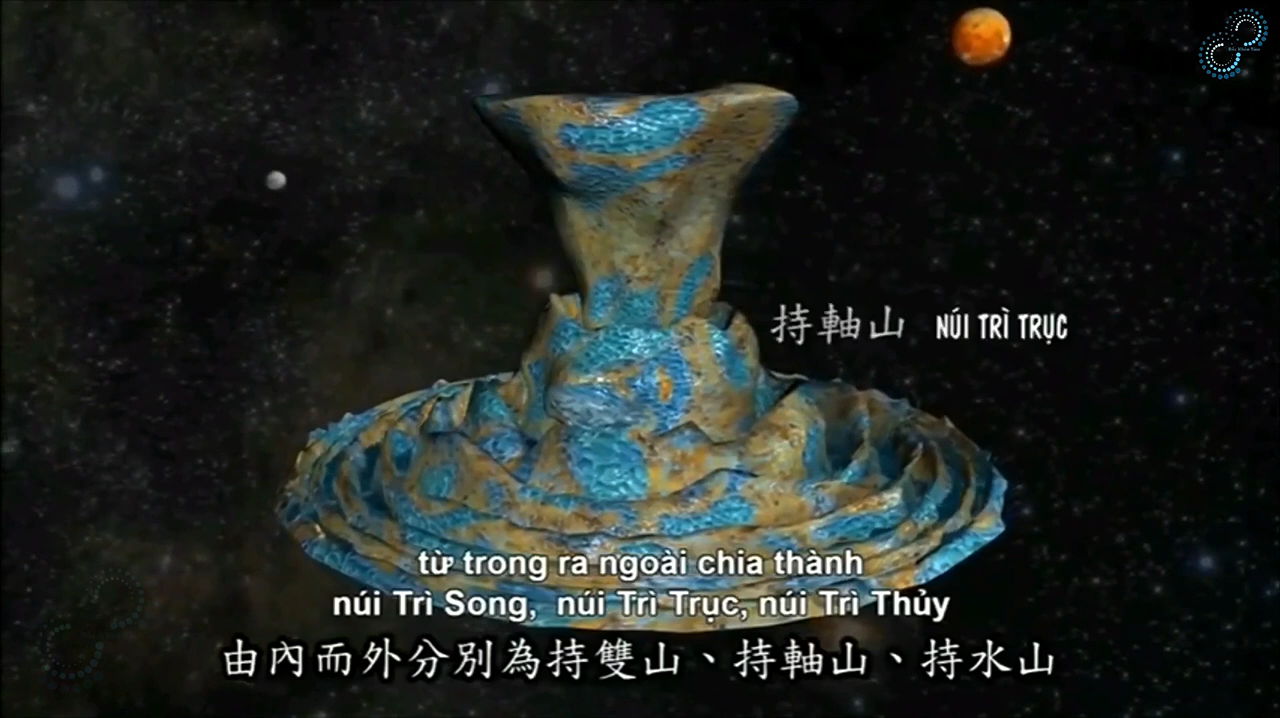 持軸山 NÚI TRÌ TRỤC
từ trong ra ngoài chia thành
núi Trì Song, núi Trì Trục, núi Trì Thủy
由內而外分別為持雙山、持軸山、持水山